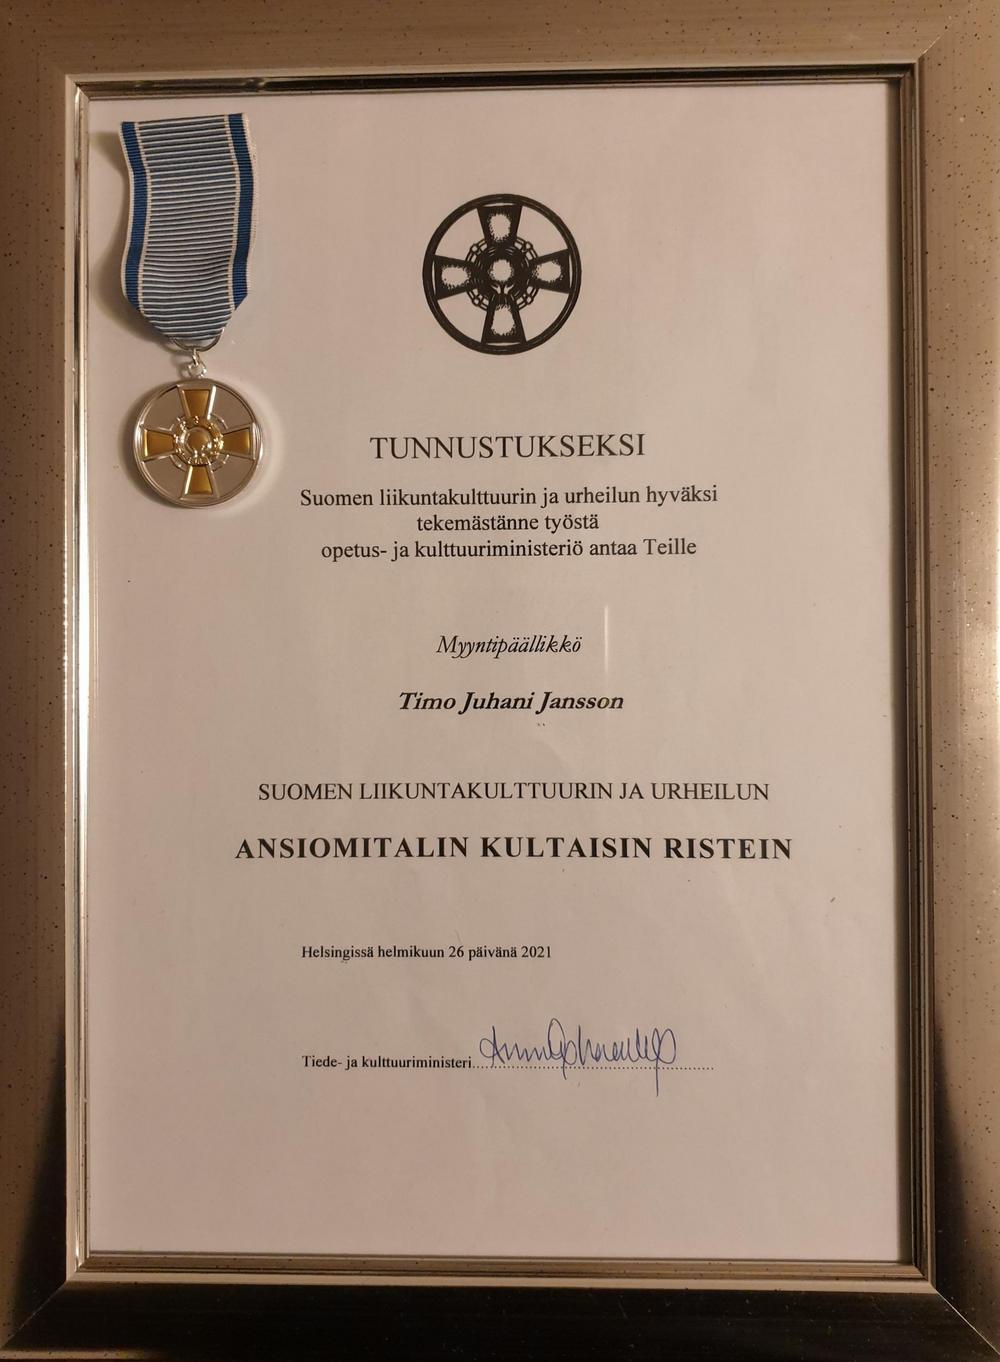 TUNNUSTUKSEKSI
Suomen liikuntakulttuurin ja urheilun hyväksi
tekemästänne työstä
opetus- ja kulttuuriministeriö antaa Teille
Myyntipäällikkö
Timo Juhani Jansson
SUOMEN LIIKUNTAKULTTUURIN JA URHEILUN
ANSIOMITALIN KULTAISIN RISTEIN
Helsingissä helmikuun 26 päivänä 2021
Tiede- ja kulttuuriministeri